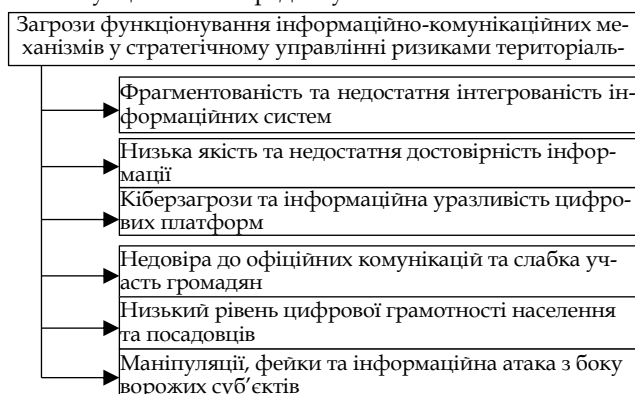 Загрози функціонування інформаційно-комунікаційних ме-
ханізмів у стратегічному управлінні ризиками територіаль-
Фрагментованість та недостатня інтегрованість ін-
формаційних систем
Низька якість та недостатня достовірність інфор-
мації
Кіберзагрози та інформаційна уразливість цифро-
вих платформ
Недовіра до офіційних комунікацій та слабка уч-
асть громадян
Низький рівень цифрової грамотності населення
та посадовців
Маніпуляції, фейки та інформаційна атака з боку
ворожих суб’єктів